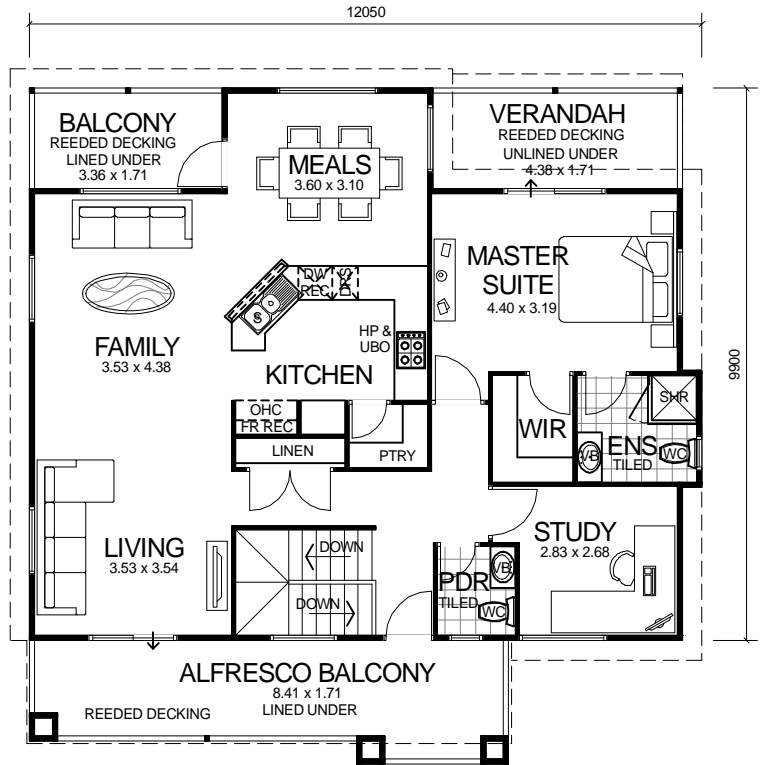 12050
BALCONY
REEDED DECKING
LINED UNDER
3.36 x 1.71
MEALS
3.60 x 3.10
VERANDAH
REEDED DECKING
UNLINED UNDER
4.38 x 1.71
MASTER
SUITE
4.40 x 3.19
DW
REC
DRS
S
HP &
UBO
FAMILY
3.53 x 4.38
KITCHEN
9900
OHC
FR REC
LINEN
PTRY
WIR
SHR
ENS
TILED
VB
WC
LIVING
3.53 x 3.54
DOWN
DOWN
STUDY
2.83 x 2.68
PDR
TILED
VB
WC
ALFRESCO BALCONY
8.41 x 1.71
LINED UNDER
REEDED DECKING